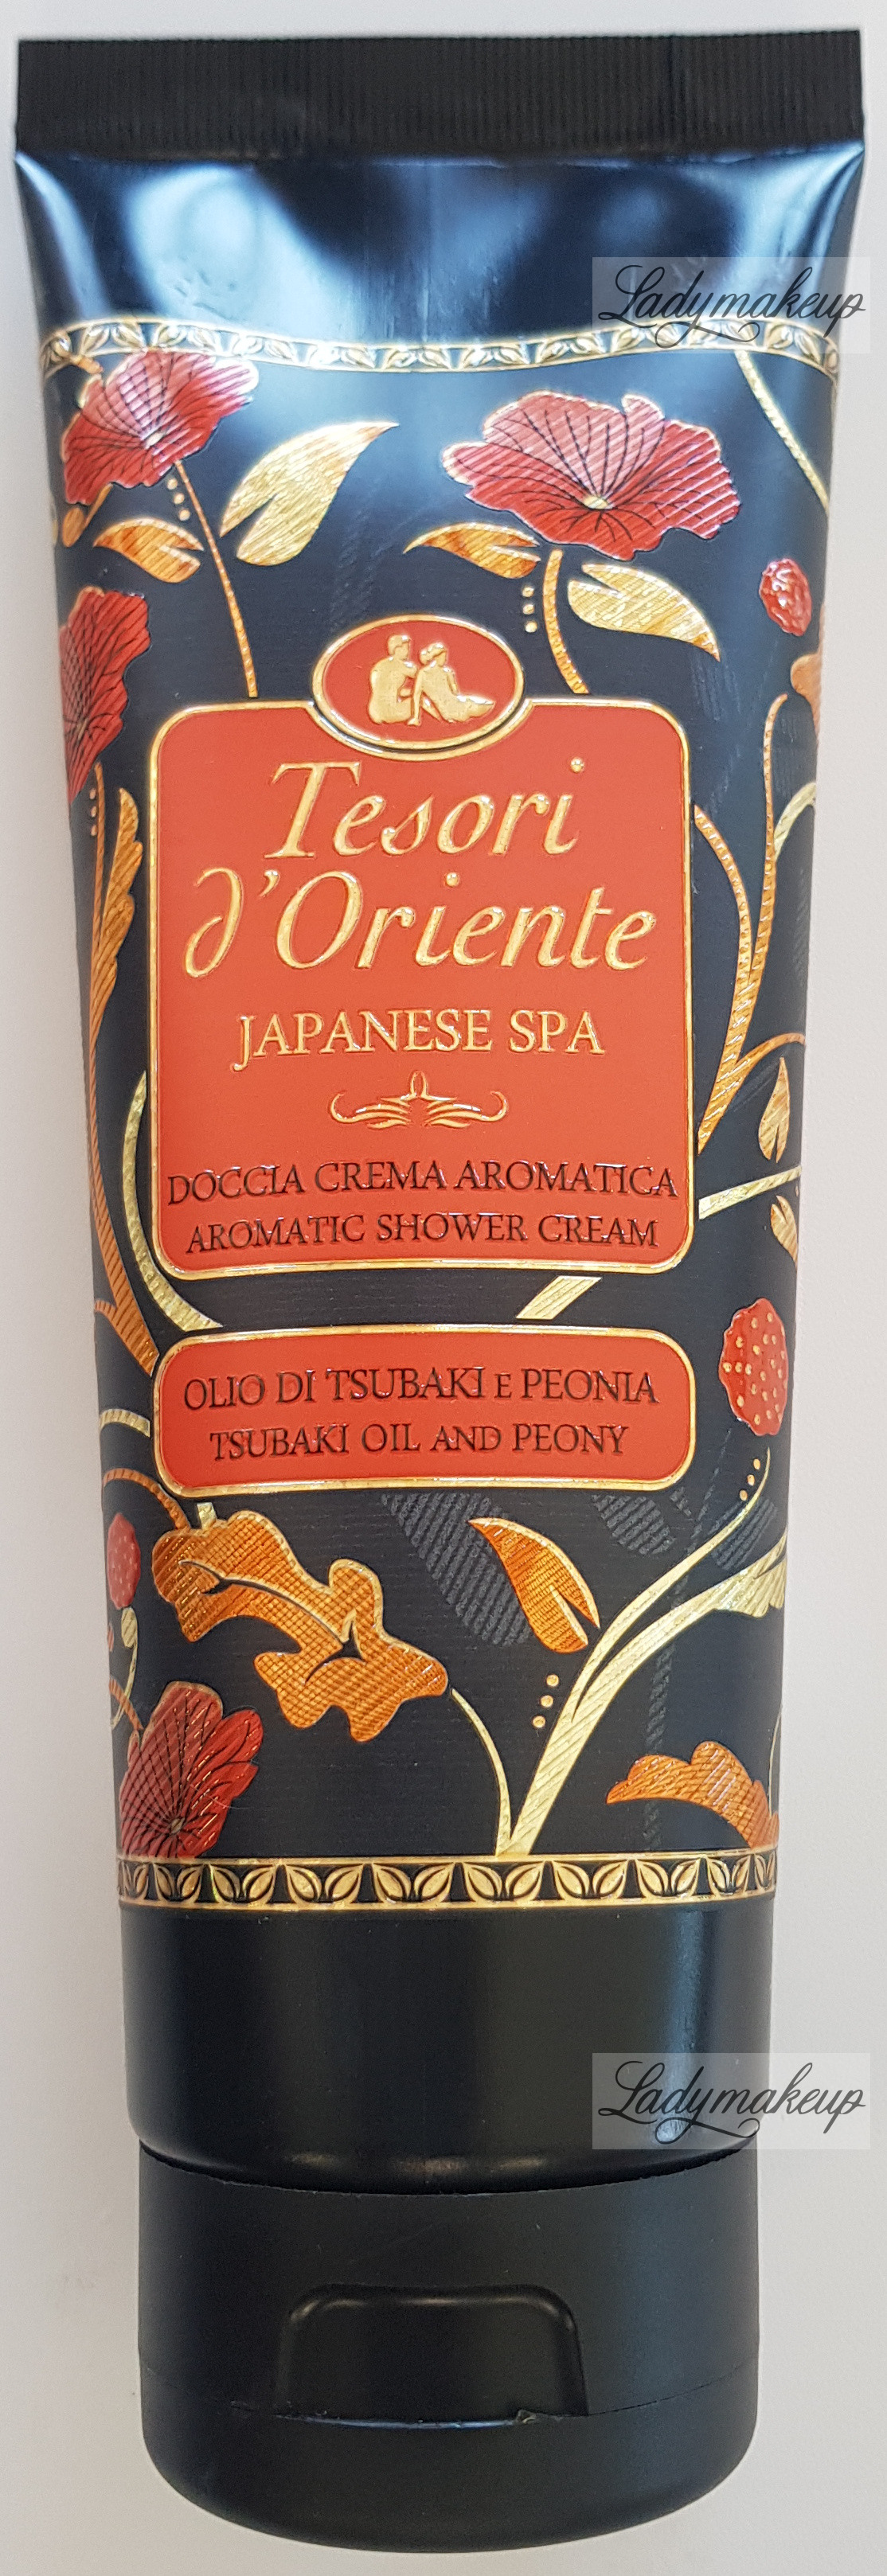 Ladymakeup
Tesori
d'Oriente
JAPANESE SPA
DOCCIA CREMA AROMATICA
AROMATIC SHOWER CREAM
OLIO DI TSUBAKI E PEONIA
TSUBAKI OIL AND PEONY
Ladymakeup